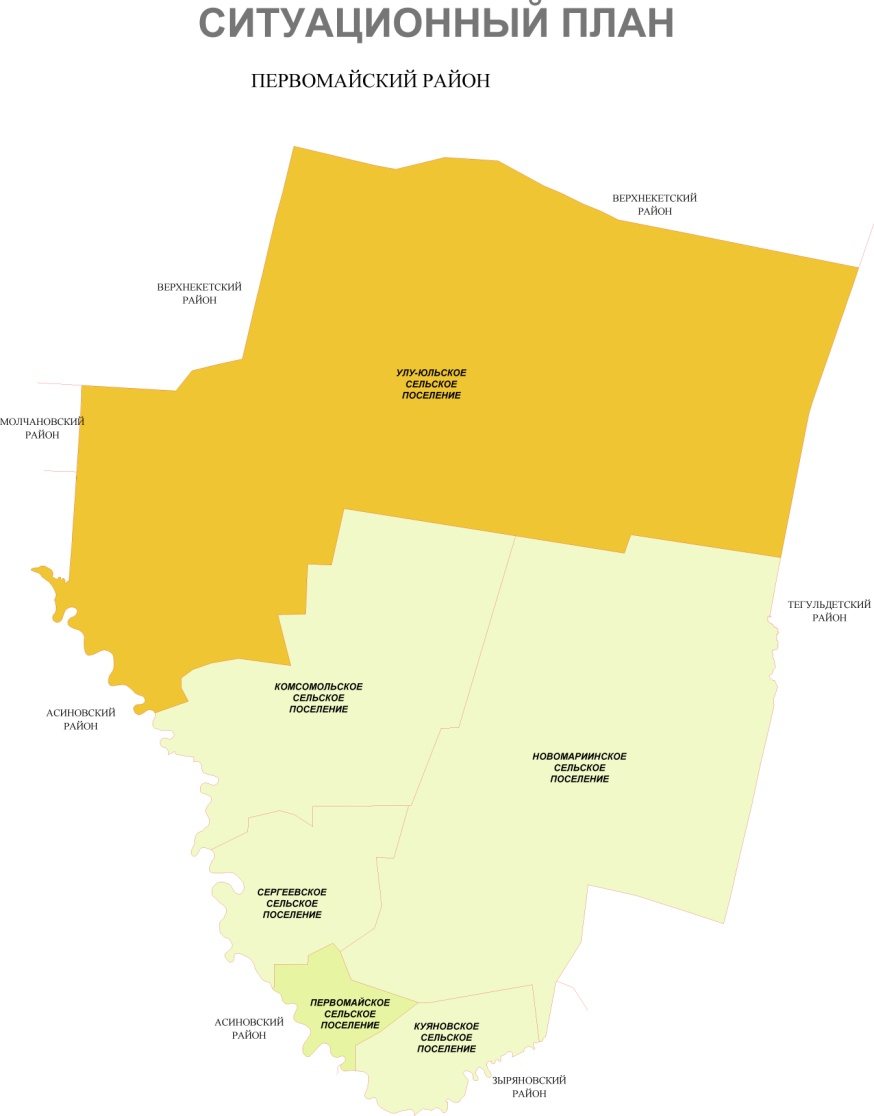 СИТУАЦИОННЫЙ ПЛАН
ПЕРВОМАЙСКИЙ РАЙОН
ВЕРХНЕКЕТСКИЙ
РАЙОН
ВЕРХНЕКЕТСКИЙ
РАЙОН
УЛУ-ЮЛЬСКОЕ
СЕЛЬСКОЕ
ПОСЕЛЕНИЕ
МОЛЧАНОВСКИЙ
РАЙОН
ТЕГУЛЬДЕТСКИЙ
РАЙОН
КОМСОМОЛЬСКОЕ
СЕЛЬСКОЕ
ПОСЕЛЕНИЕ
АСИНОВСКИЙ
РАЙОН
НОВОМАРИИНСКОЕ
СЕЛЬСКОЕ
ПОСЕЛЕНИЕ
СЕРГЕЕВСКОЕ
СЕЛЬСКОЕ
ПОСЕЛЕНИЕ
ПЕРВОМАЙСКОЕ
СЕЛЬСКОЕ
ПОСЕЛЕНИЕ
АСИНОВСКИЙ
РАЙОН
КУЯНОВСКОЕ
СЕЛЬСКОЕ
ПОСЕЛЕНИЕ
ЗЫРЯНОВСКИЙ
РАЙОН